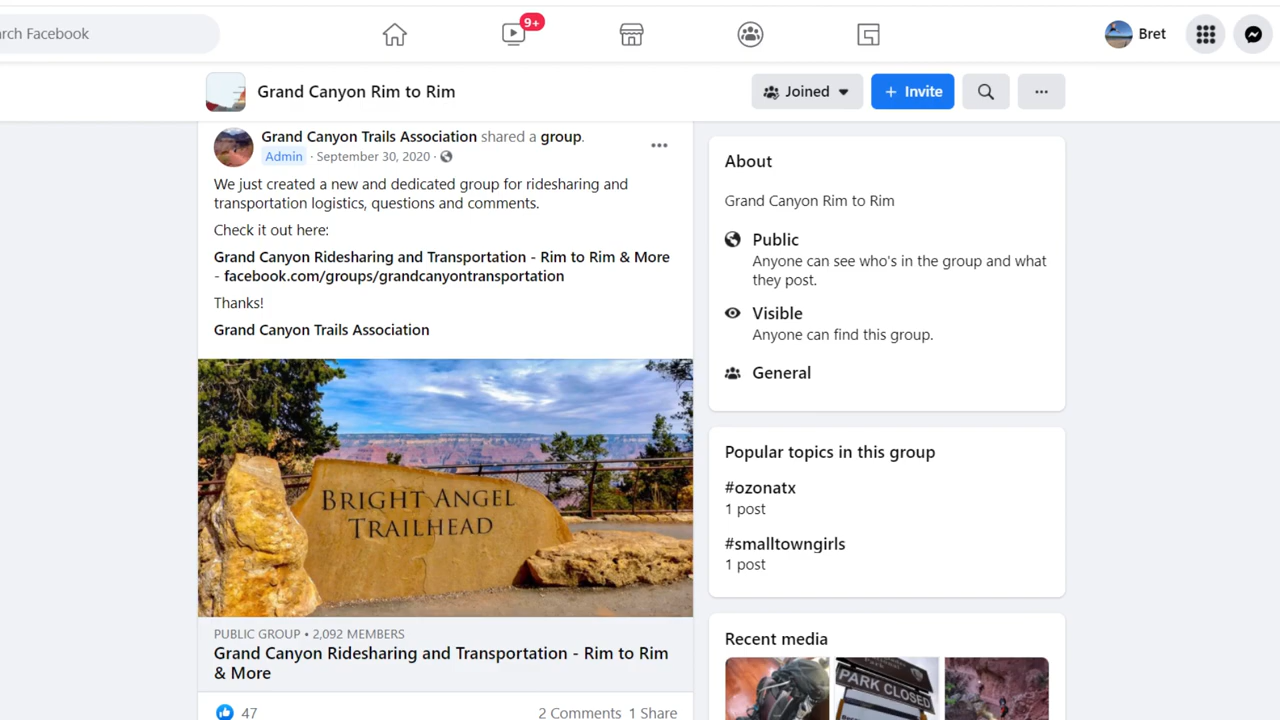 rch Facebook
9+
Bret
Grand Canyon Rim to Rim
Joined
+ Invite
Grand Canyon Trails Association shared a group.
Admin · September 30, 2020 ·
We just created a new and dedicated group for ridesharing and
transportation logistics, questions and comments.
Check it out here:
Grand Canyon Ridesharing and Transportation - Rim to Rim & More
- facebook.com/groups/grandcanyontransportation
Thanks!
Grand Canyon Trails Association
BRIGHT ANGEL
TRAILHEAD
PUBLIC GROUP • 2,092 MEMBERS
Grand Canyon Ridesharing and Transportation - Rim to Rim
& More
47
2 Comments 1 Share
About
Grand Canyon Rim to Rim
Public
Anyone can see who's in the group and what
they post.
Visible
Anyone can find this group.
General
Popular topics in this group
#ozonatx
1 post
#smalltowngirls
1 post
Recent media
PARK CLOSED